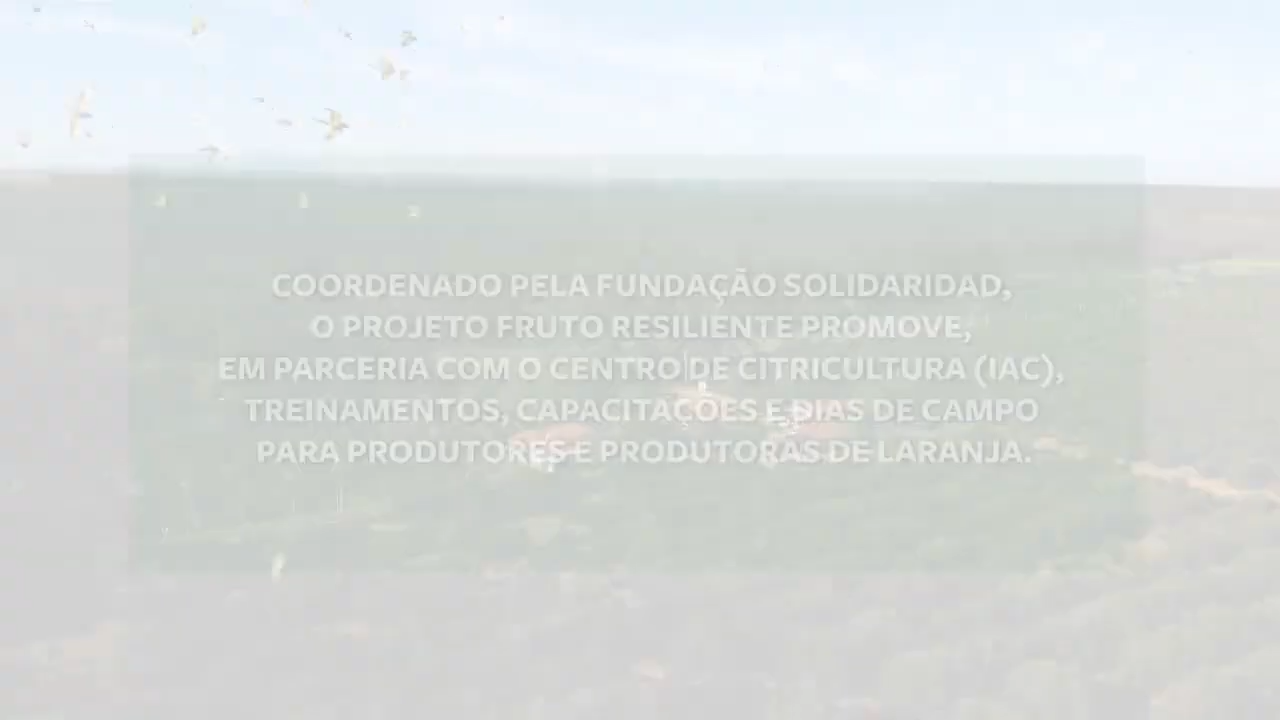 COORDENADO PELA FUNDAÇÃO SOLIDARIDAD,
O PROJETO FRUTO RESILIENTE PROMOVE,
EM PARCERIA COM O CENTRO DE CITRICULTURA (IAC),
TREINAMENTOS, CAPACITAÇÕES E DIAS DE CAMPO
PARA PRODUTORES E PRODUTORAS DE LARANJA.